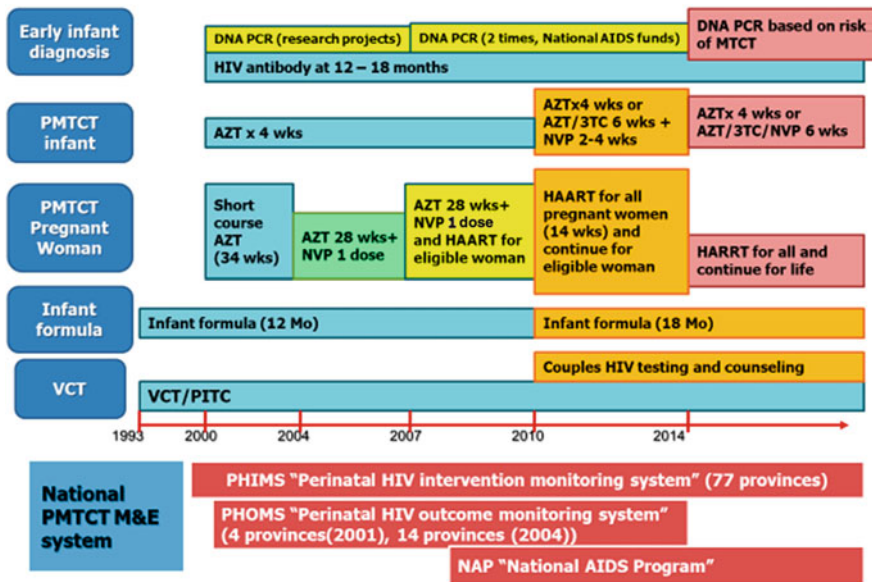 Early infant
diagnosis
DNA PCR (research projects)
DNA PCR (2 times, National AIDS funds)
DNA PCR based on risk
of MTCT
HIV antibody at 12 – 18 months
PMTCT
infant
AZT x 4 wks
AZTx4 wks or
AZT/3TC 6 wks +
NVP 2-4 wks
AZTx 4 wks or
AZT/3TC/NVP 6 wks
PMTCT
Pregnant
Woman
Short
course
AZT
(34 wks)
AZT 28 wks+
NVP 1 dose
AZT 28 wks+
NVP 1 dose
and HAART for
eligible woman
HAART for all
pregnant women
(14 wks) and
continue for
eligible woman
HARRT for all and
continue for life
Infant
formula
Infant formula (12 Mo)
Infant formula (18 Mo)
VCT
Couples HIV testing and counseling
VCT/PITC
1993 2000 2004 2007 2010 2014
National
PMTCT M&E
system
PHIMS “Perinatal HIV intervention monitoring system” (77 provinces)
PHOMS “Perinatal HIV outcome monitoring system”
(4 provinces(2001), 14 provinces (2004))
NAP “National AIDS Program”